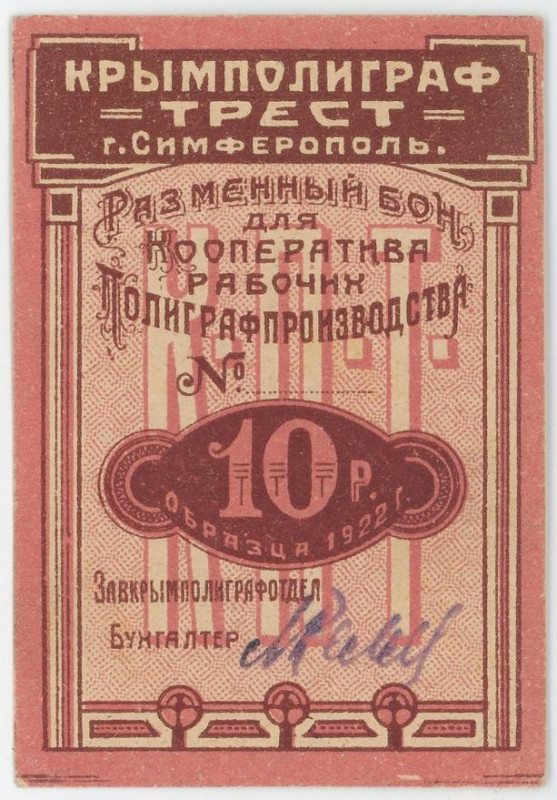 КРЫМПОЛИГРАФ
ТРЕСТ
г. СИМФЕРОПОЛЬ.
РАЗМЕННЫЙ БОН
ДЛЯ
КООПЕРАТИВА
РАБОЧИХ
ПОЛИГРАФПРОИЗВОДСТВА
К.П.Т.
№
10 Р.
ОБРАЗЦА 1922 г.
ЗАВКРЫМПОЛИГРАФОТДЕЛ
БУХГАЛТЕР